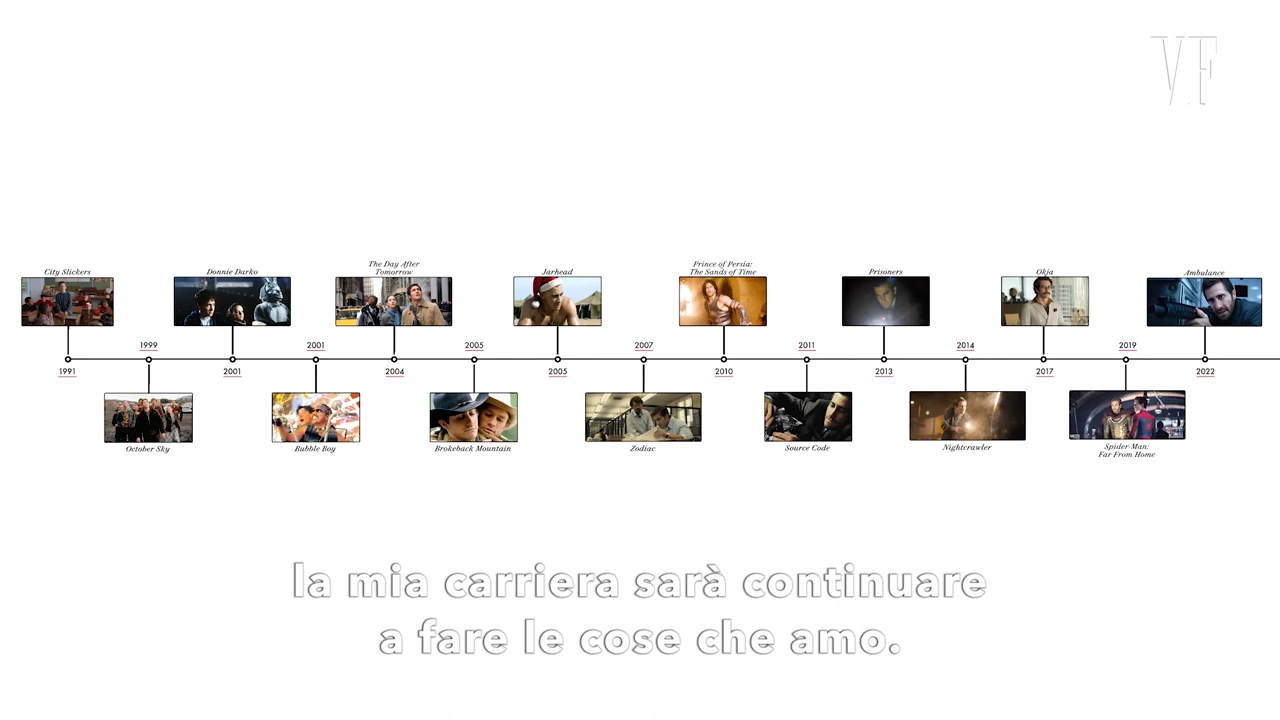 VF
City Slickers
Donnie Darko
The Day After
Tomorrow
Jarhead
Prince of Persia:
The Sands of Time
Prisoners
Okja
Ambulance
1999
2001
2005
2007
2011
2014
2019
1991
2001
2004
2005
2010
2013
2017
2022
October Sky
Bubble Boy
Brokeback Mountain
Zodiac
Source Code
Nightcrawler
Spider-Man:
Far From Home
la mia carriera sarà continuare
a fare le cose che amo.